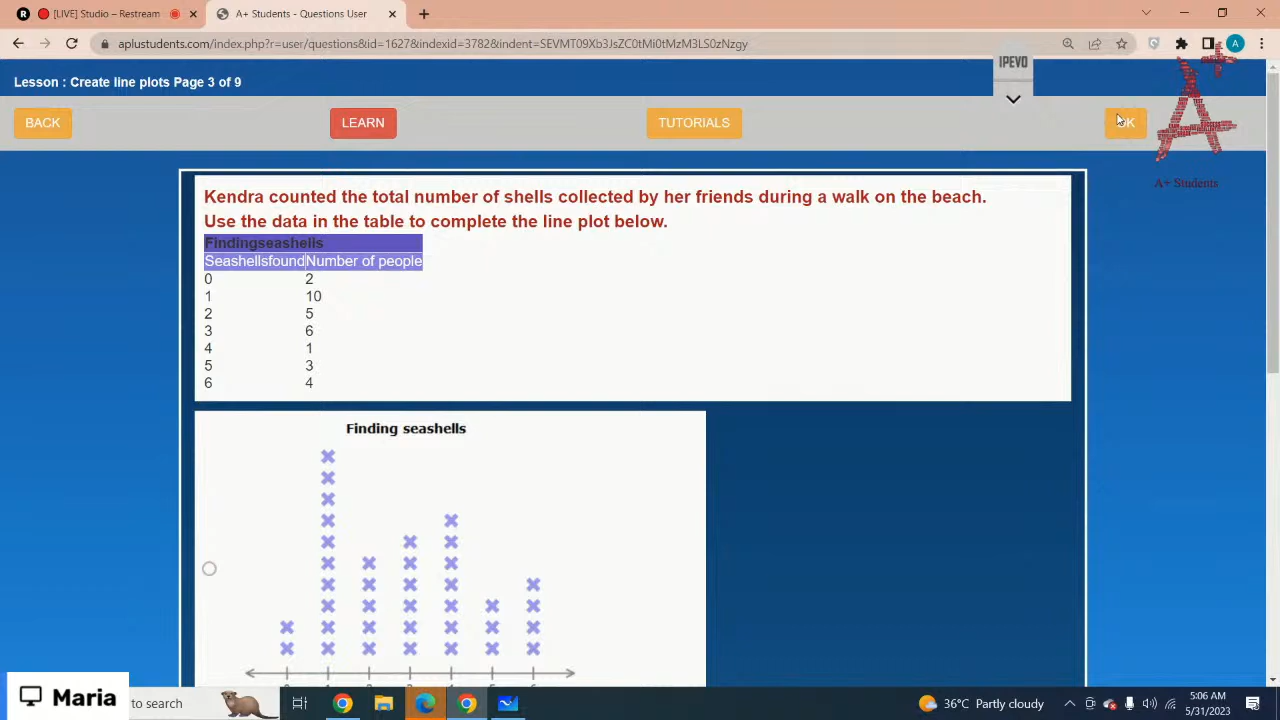 [LIVE] Studio – Restream
A+ Students - Questions User
aplustudents.com/index.php?r=user/questions&id=1627&indexid=3782&indent=SEVMT09Xb3JsZC0tMi0tMzM3LS0zNzgy
A
Lesson : Create line plots Page 3 of 9
IPEVO
BACK
LEARN
TUTORIALS
OK
A+ Students
Kendra counted the total number of shells collected by her friends during a walk on the beach.
Use the data in the table to complete the line plot below.
Findingseashells
Seashellsfound Number of people
0 2
1 10
2 5
3 6
4 1
5 3
6 4
Finding seashells
Maria
to search
36°C Partly cloudy
5:06 AM
5/31/2023